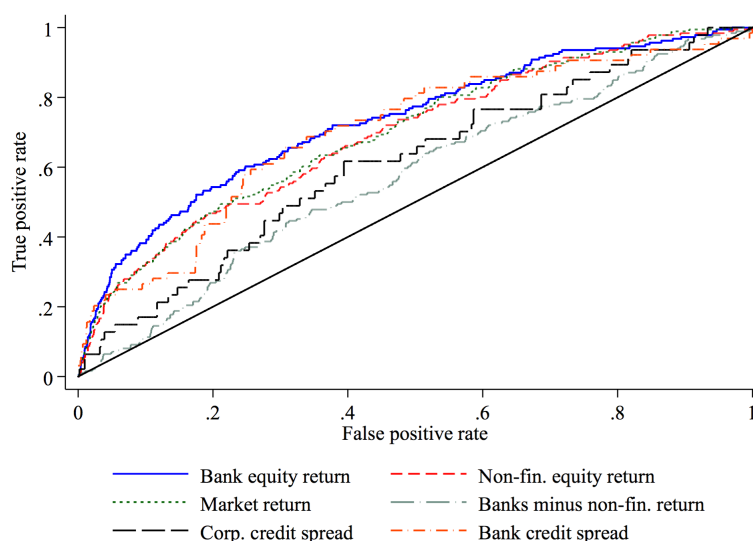 1
.8
.6
.4
.2
0
True positive rate
0 .2 .4 .6 .8 1
False positive rate
Bank equity return Non-fin. equity return
Market return Banks minus non-fin. return
Corp. credit spread Bank credit spread